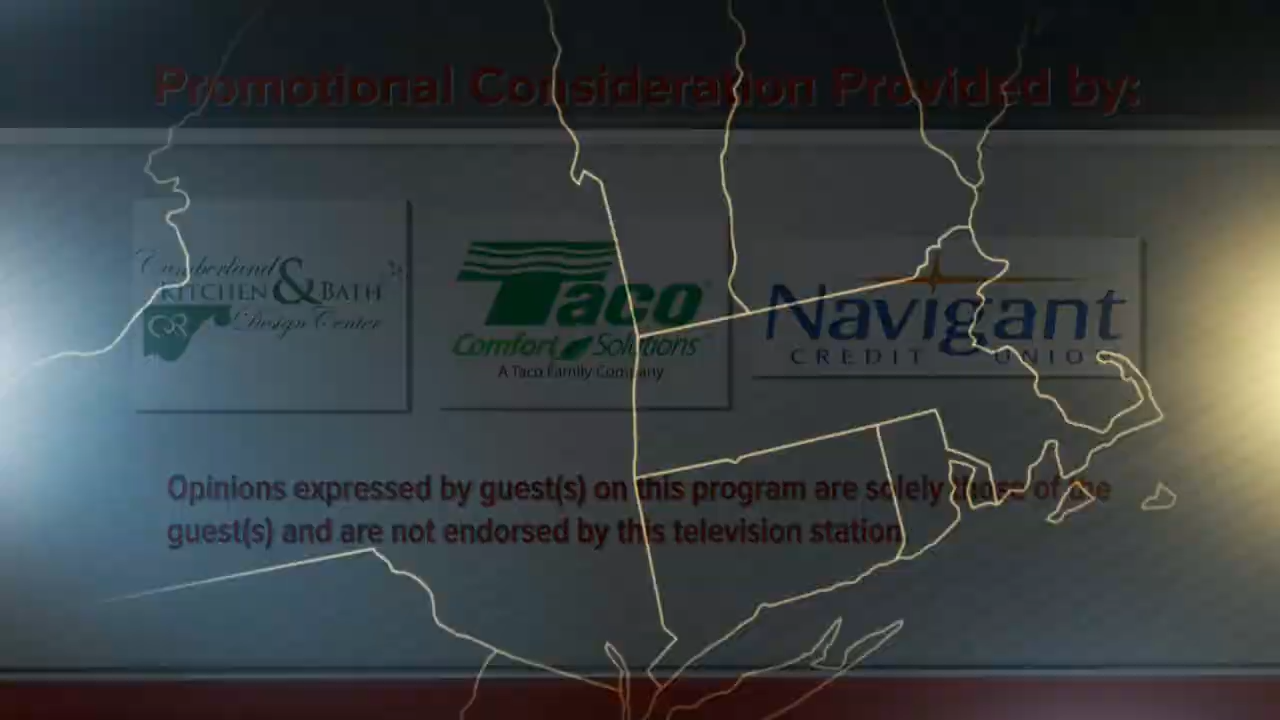 Promotional Consideration Provided by:
Cumberland
KITCHEN & BATH
Design Center
Taco
Comfort Solutions
A Taco Family Company
Navigant
CREDIT UNION
Opinions expressed by guest(s) on this program are solely those of the
guest(s) and are not endorsed by this television station.